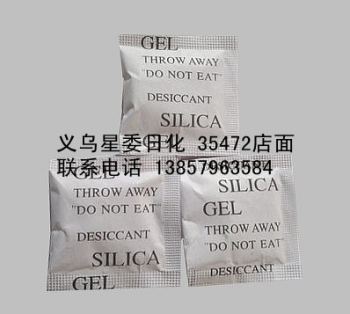 GEL
THROW AWAY
"DO NOT EAT"
DESICCANT
SILICA
GEL
义乌星委日化 35472店面
联系电话 13857963584
GEL
THROW AWAY
"DO NOT EAT"
DESICCANT
SILICA
GEL
SILICA
GEL
THROW AWAY
"DO NOT EAT"
DESICCANT